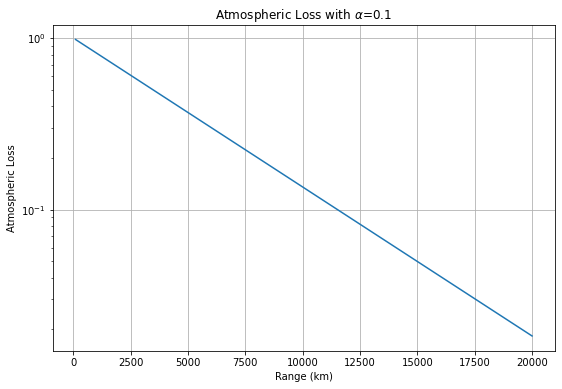 Atmospheric Loss with α=0.1
10⁰
10⁻¹
Atmospheric Loss
0 2500 5000 7500 10000 12500 15000 17500 20000
Range (km)